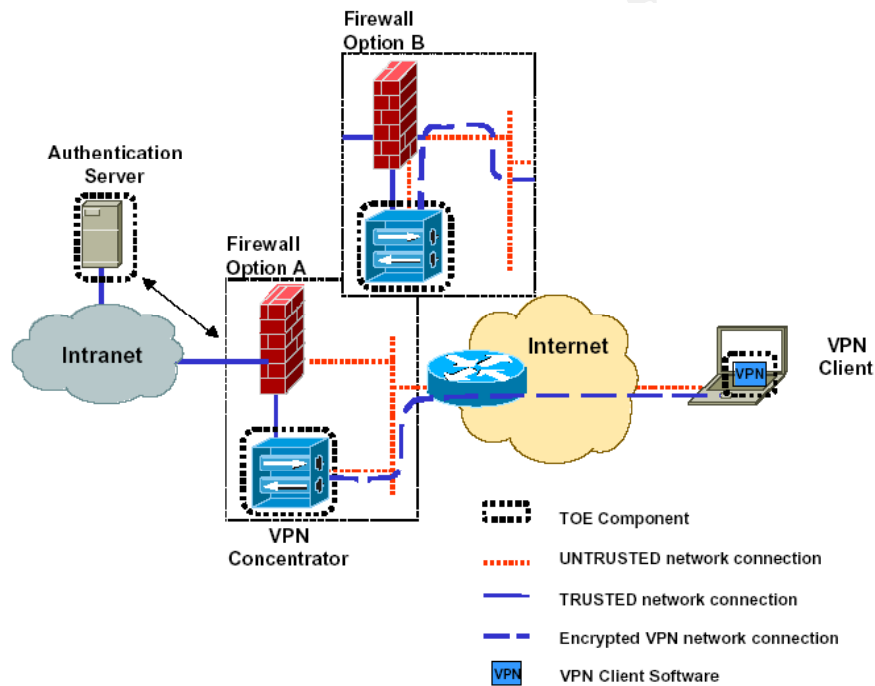 Firewall
Option B
Authentication
Server
Firewall
Option A
Intranet
Internet
VPN
VPN
Client
VPN
Concentrator
TOE Component
UNTRUSTED network connection
TRUSTED network connection
Encrypted VPN network connection
VPN VPN Client Software